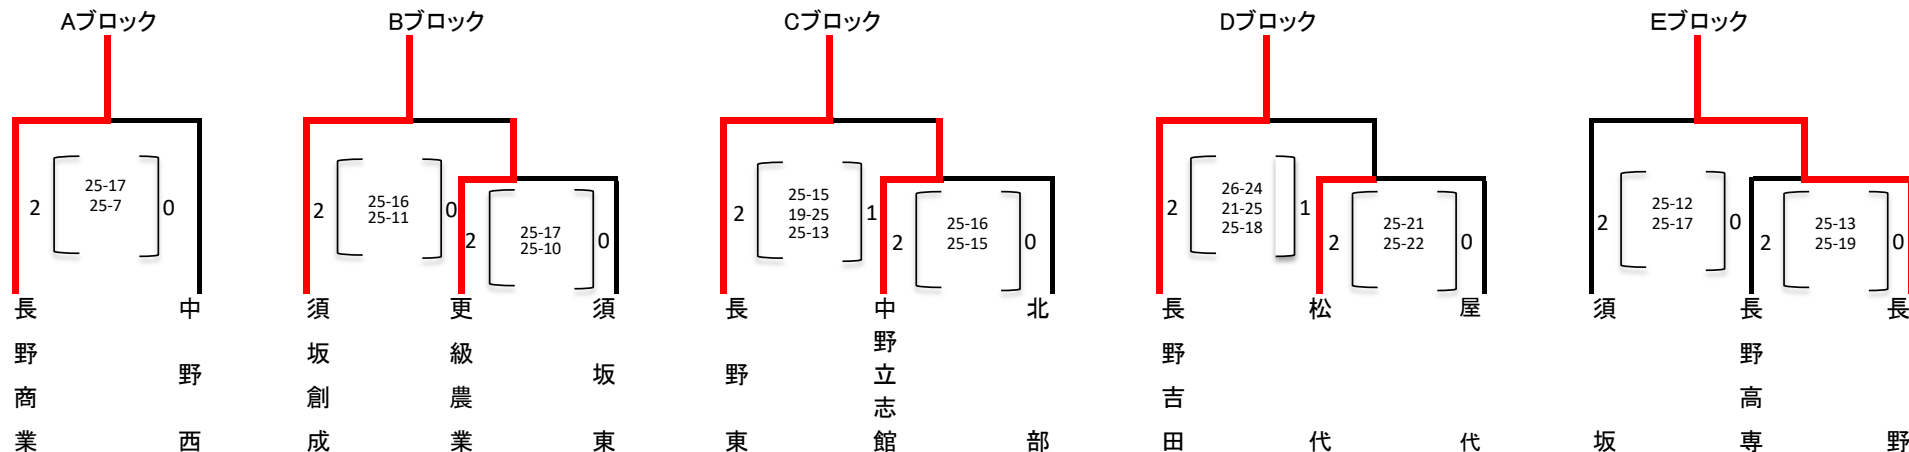 Aブロック
Bブロック
Cブロック
Dブロック
Eブロック
2
25-17
25-7
0
2
25-16
25-11
0
2
25-17
25-10
0
2
25-15
19-25
25-13
1
2
25-16
25-15
0
2
26-24
21-25
25-18
1
2
25-21
25-22
0
2
25-12
25-17
0
2
25-13
25-19
0
長野商業
中野西
須坂創成
更級農業
須坂東
長野東
中野立志館
北部
長野吉田
松代
屋代
須坂
長野高専
長野